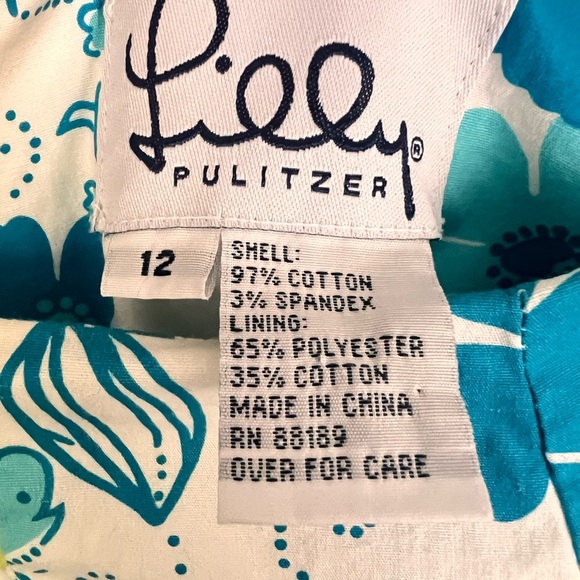 Lilly®
PULITZER
12
SHELL:
97% COTTON
3% SPANDEX
LINING:
65% POLYESTER
35% COTTON
MADE IN CHINA
RN 88189
OVER FOR CARE